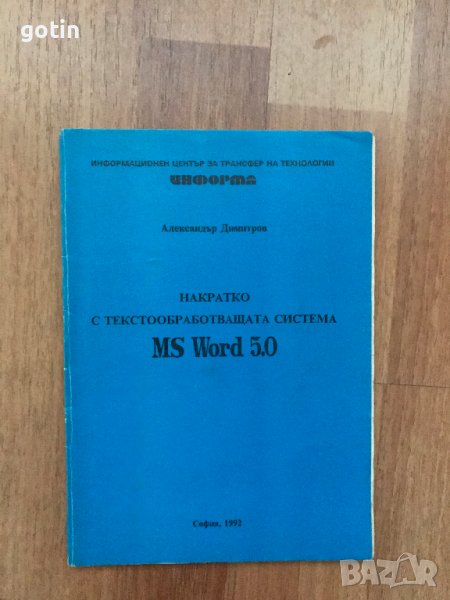 gotin
ИНФОРМАЦИОНЕН ЦЕНТЪР ЗА ТРАНСФЕР НА ТЕХНОЛОГИИ
ИНФОРМА
Александър Димитров
НАКРАТКО
С ТЕКСТООБРАБОТВАЩАТА СИСТЕМА
MS Word 5.0
София, 1992
BAZAR